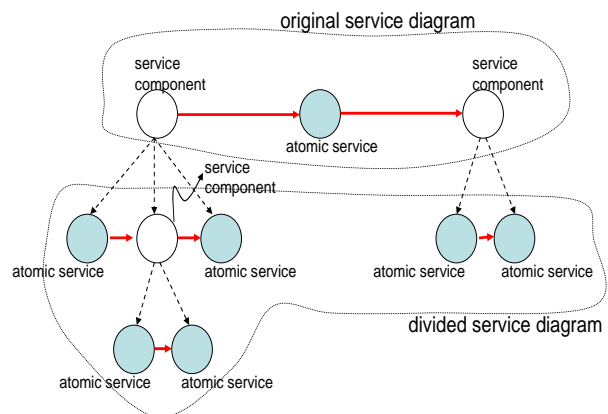 original service diagram
service
component
service
component
atomic service
service
component
atomic service
atomic service
atomic service
atomic service
divided service diagram
atomic service
atomic service